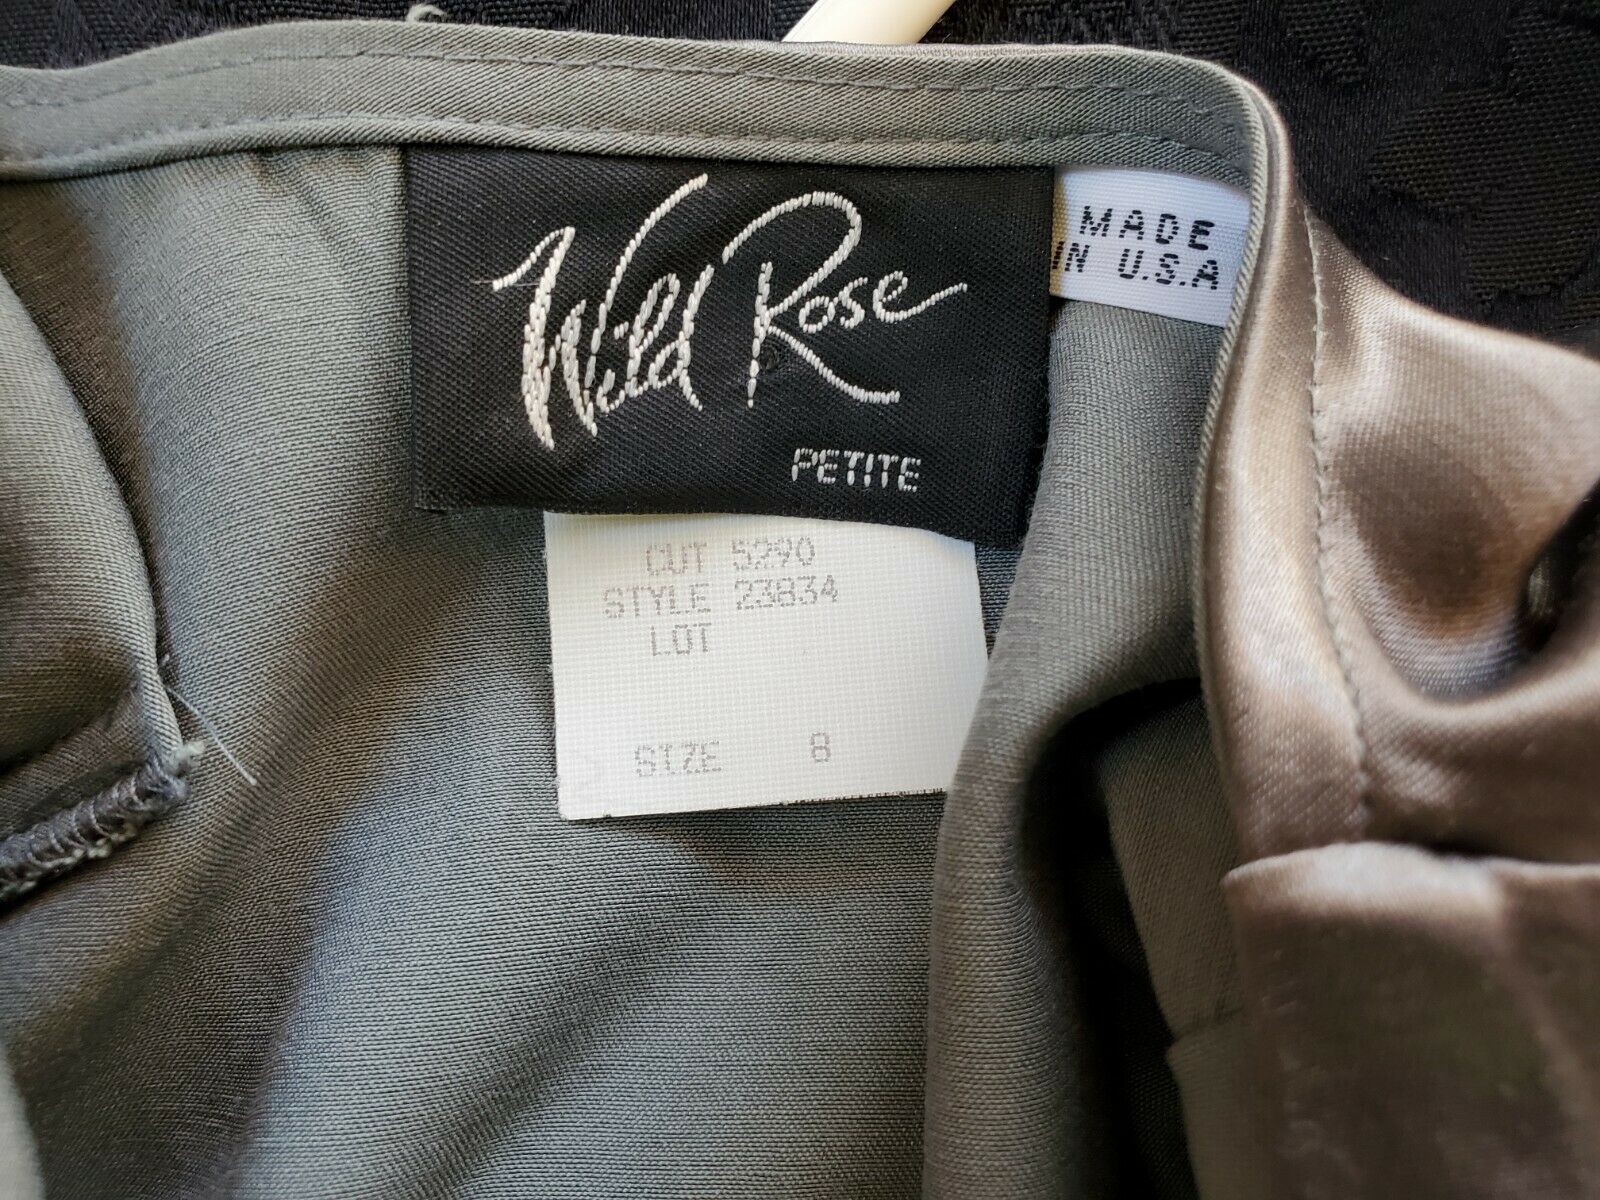 Wild Rose
PETITE
MADE
IN U.S.A
CUT 5290
STYLE 23834
LOT
SIZE 8